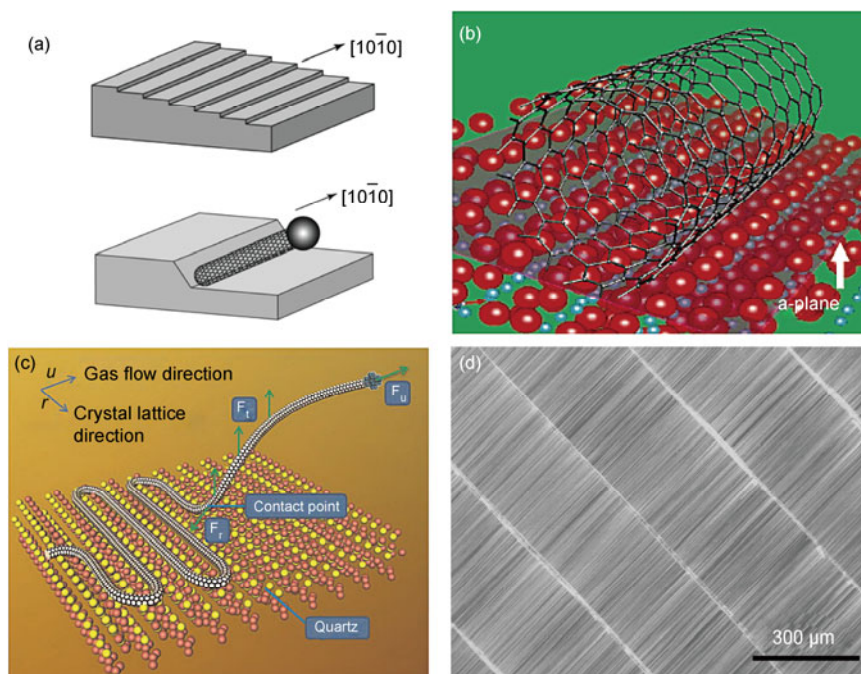 (a)
[101̄0]
[101̄0]
(b)
a-plane
(c)
u Gas flow direction
r Crystal lattice
direction
Fₜ
Fᵤ
Contact point
Fᵣ
Quartz
(d)
300 μm